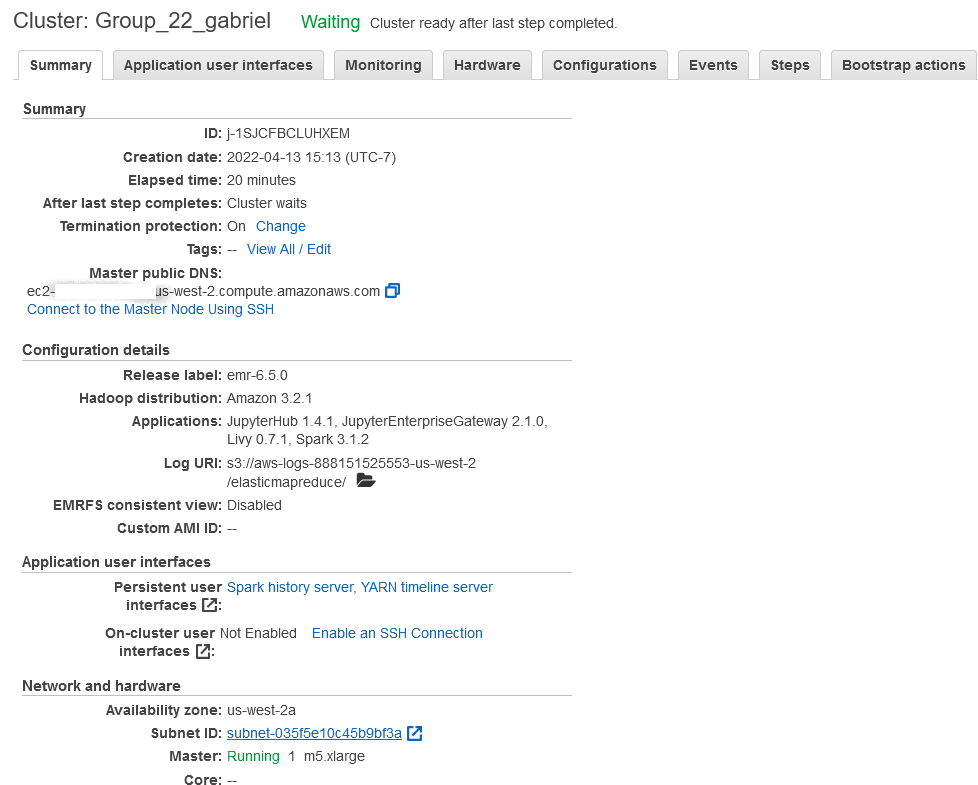 Cluster: Group_22_gabriel Waiting Cluster ready after last step completed.
Summary Application user interfaces Monitoring Hardware Configurations Events Steps Bootstrap actions
Summary
ID: j-1SJCFBCLUHXEM
Creation date: 2022-04-13 15:13 (UTC-7)
Elapsed time: 20 minutes
After last step completes: Cluster waits
Termination protection: On Change
Tags: -- View All / Edit
Master public DNS:
ec2- us-west-2.compute.amazonaws.com
Connect to the Master Node Using SSH
Configuration details
Release label: emr-6.5.0
Hadoop distribution: Amazon 3.2.1
Applications: JupyterHub 1.4.1, JupyterEnterpriseGateway 2.1.0,
Livy 0.7.1, Spark 3.1.2
Log URI: s3://aws-logs-888151525553-us-west-2
/elasticmapreduce/
EMRFS consistent view: Disabled
Custom AMI ID: --
Application user interfaces
Persistent user Spark history server, YARN timeline server
interfaces :
On-cluster user Not Enabled Enable an SSH Connection
interfaces :
Network and hardware
Availability zone: us-west-2a
Subnet ID: subnet-035f5e10c45b9bf3a
Master: Running 1 m5.xlarge
Core: --